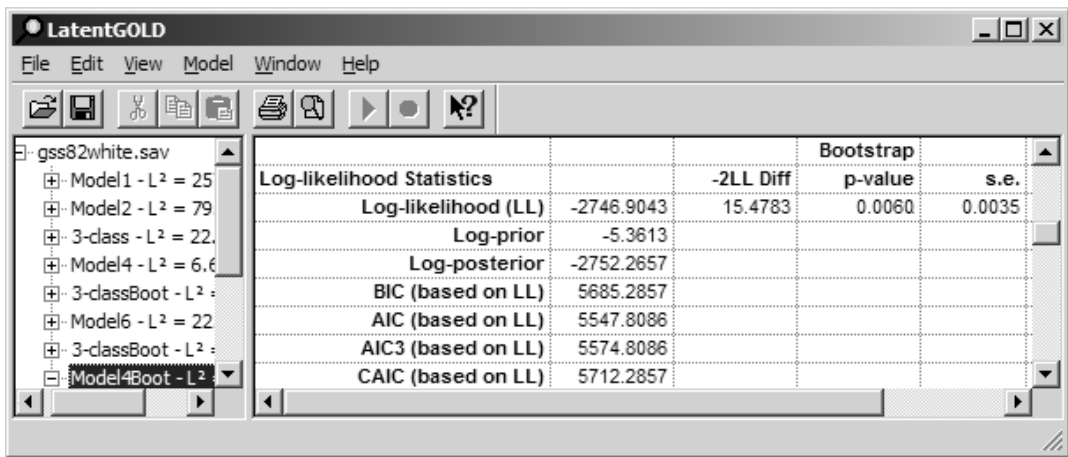 LatentGOLD
File Edit View Model Window Help
gss82white.sav
Model1 - L² = 25
Model2 - L² = 79
3-class - L² = 22.
Model4 - L² = 6.6
3-classBoot - L² =
Model6 - L² = 22
3-classBoot - L² =
Model4Boot - L² =
Bootstrap
Log-likelihood Statistics -2LL Diff p-value s.e.
Log-likelihood (LL) -2746.9043 15.4783 0.0060 0.0035
Log-prior -5.3613
Log-posterior -2752.2657
BIC (based on LL) 5685.2857
AIC (based on LL) 5547.8086
AIC3 (based on LL) 5574.8086
CAIC (based on LL) 5712.2857